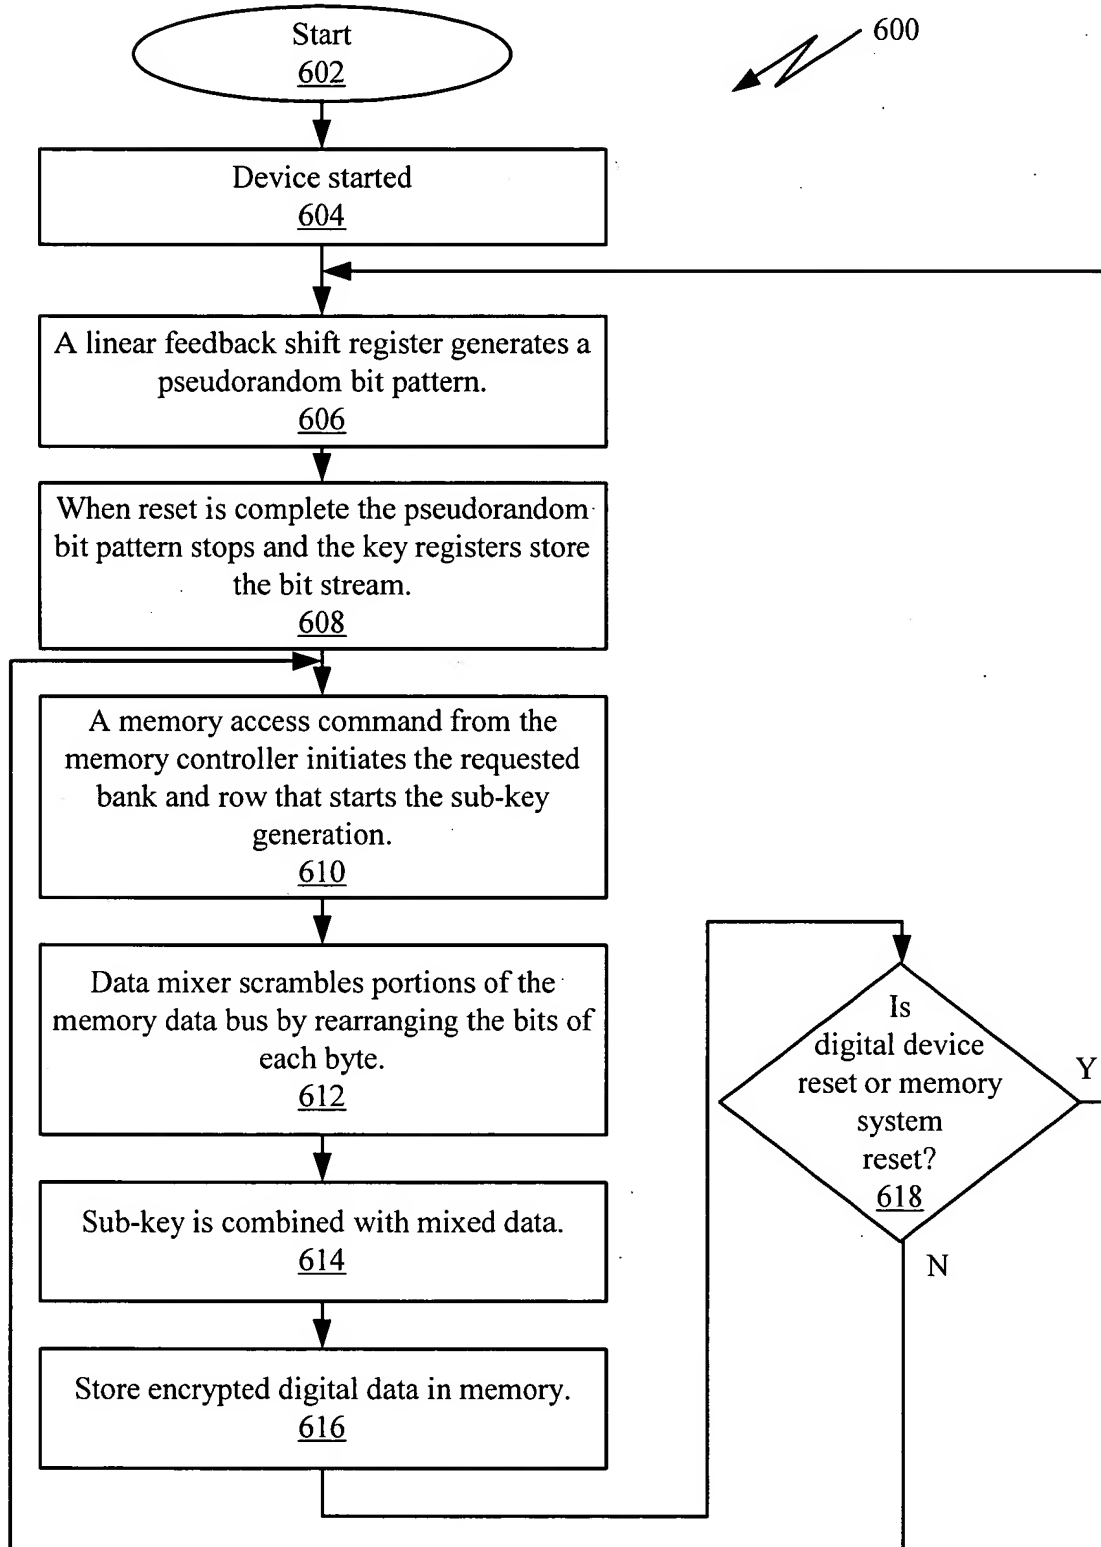 Start
602
600
Device started
604
A linear feedback shift register generates a
pseudorandom bit pattern.
606
When reset is complete the pseudorandom
bit pattern stops and the key registers store
the bit stream.
608
A memory access command from the
memory controller initiates the requested
bank and row that starts the sub-key
generation.
610
Data mixer scrambles portions of the
memory data bus by rearranging the bits of
each byte.
612
Sub-key is combined with mixed data.
614
Store encrypted digital data in memory.
616
Is
digital device
reset or memory
system
reset?
618
Y
N